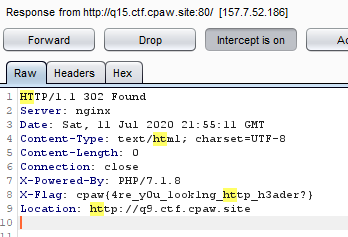 Response from http://q15.ctf.cpaw.site:80/ [157.7.52.186]
Forward Drop Intercept is on
Raw Headers Hex
1 HTTP/1.1 302 Found
2 Server: nginx
3 Date: Sat, 11 Jul 2020 21:55:11 GMT
4 Content-Type: text/html; charset=UTF-8
5 Content-Length: 0
6 Connection: close
7 X-Powered-By: PHP/7.1.8
8 X-Flag: cpaw{4re_y0u_look1ng_http_h3ader?}
9 Location: http://q9.ctf.cpaw.site
10